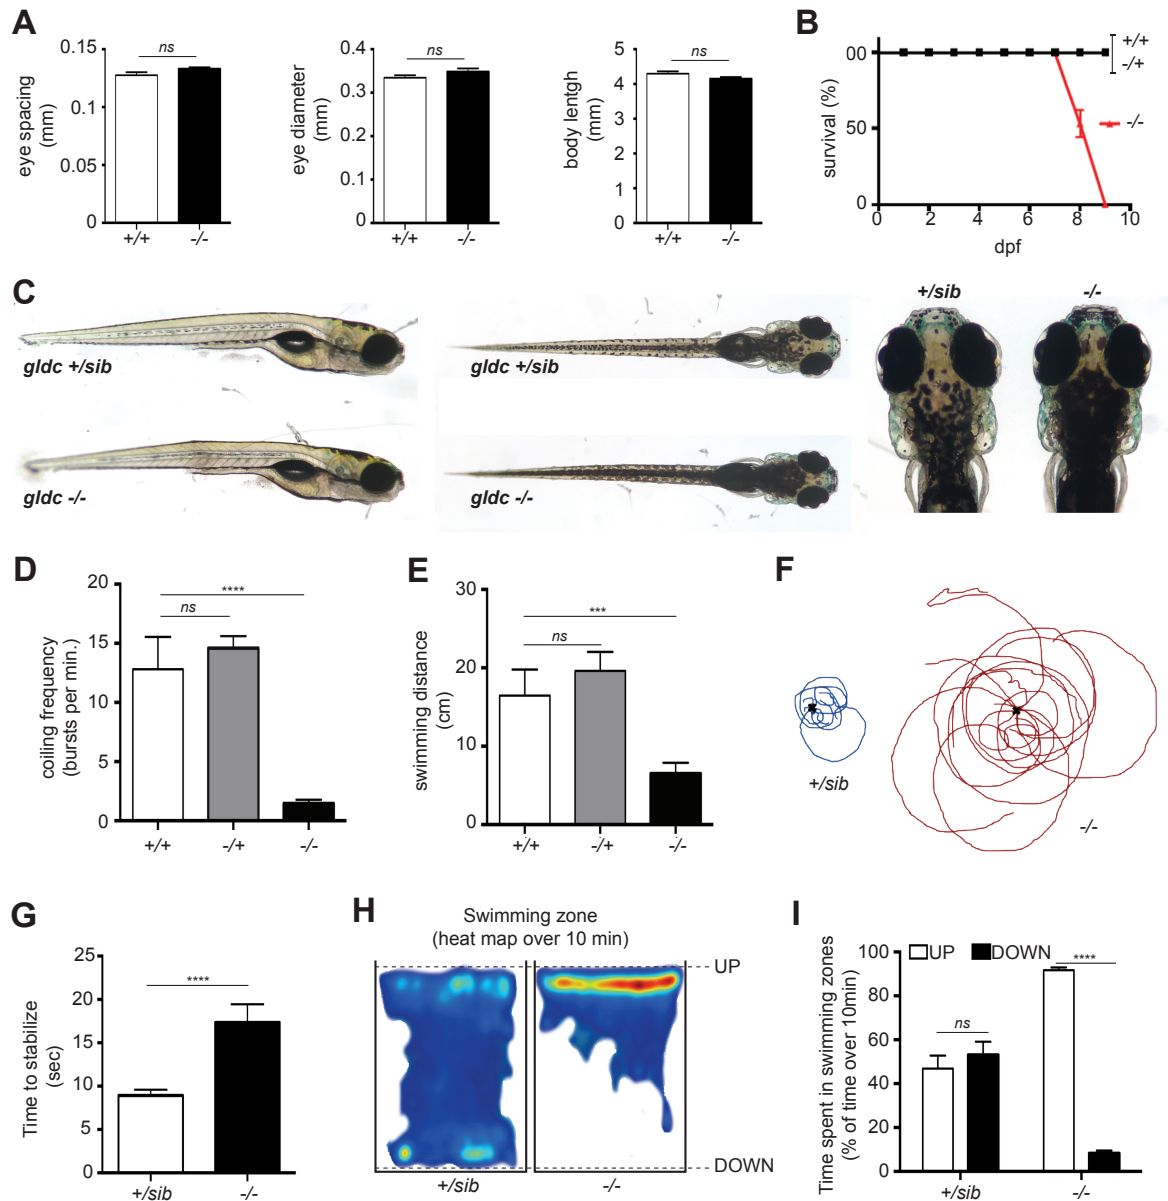 A
eye spacing
(mm)
0.15
0.1
0.05
0
ns
+/+
-/-
eye diameter
(mm)
0.4
0.3
0.2
0.1
0
ns
+/+
-/-
body lentgh
(mm)
5
4
3
2
1
0
ns
+/+
-/-
B
survival (%)
00
50
0
0
2
4
6
8
10
dpf
+/+
-/+
-/-
C
gldc +/sib
gldc -/-
gldc +/sib
gldc -/-
+/sib
-/-
D
coiling frequency
(bursts per min.)
20
15
10
5
0
****
ns
+/+
-/+
-/-
E
swimming distance
(cm)
30
20
10
0
***
ns
+/+
-/+
-/-
F
+/sib
-/-
G
Time to stabilize
(sec)
25
20
15
10
5
0
****
+/sib
-/-
H
Swimming zone
(heat map over 10 min)
UP
DOWN
+/sib
-/-
I
Time spent in swimming zones
(% of time over 10min)
100
80
60
40
20
0
UP
DOWN
ns
****
+/sib
-/-